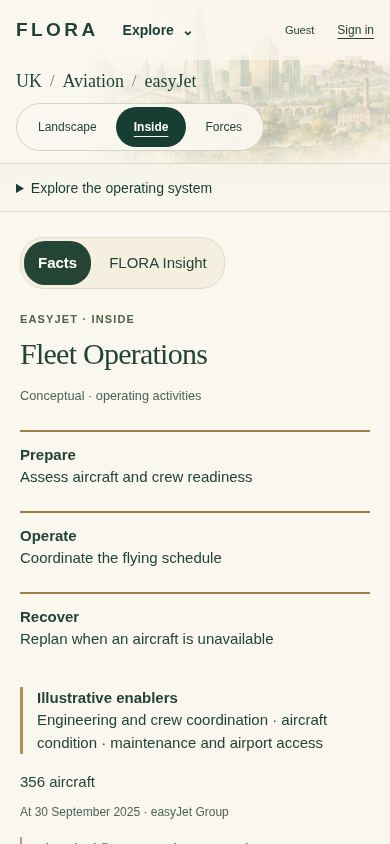 FLORA
Explore
Guest
Sign in
UK / Aviation / easyJet
Landscape
Inside
Forces
Explore the operating system
Facts
FLORA Insight
EASYJET · INSIDE
Fleet Operations
Conceptual · operating activities
Prepare
Assess aircraft and crew readiness
Operate
Coordinate the flying schedule
Recover
Replan when an aircraft is unavailable
Illustrative enablers
Engineering and crew coordination · aircraft
condition · maintenance and airport access
356 aircraft
At 30 September 2025 · easyJet Group